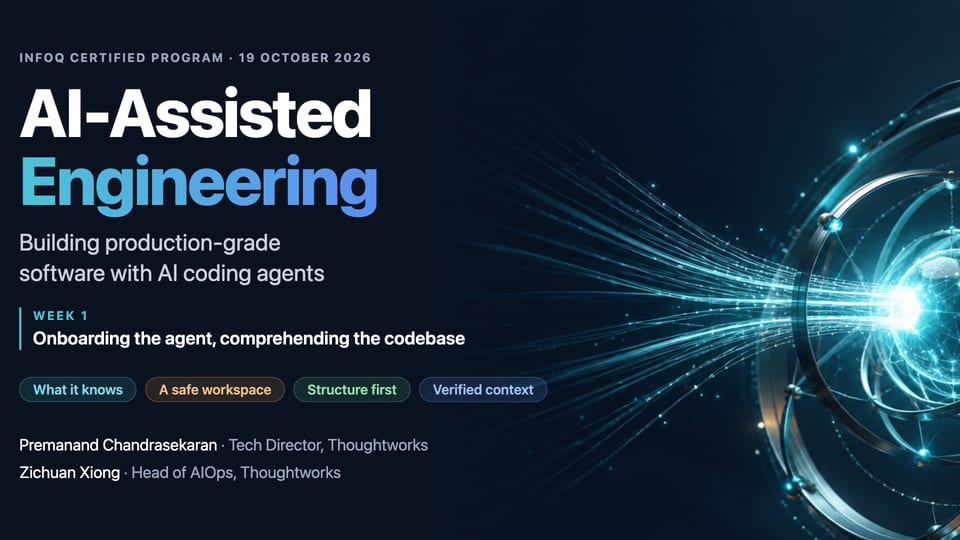 INFOQ CERTIFIED PROGRAM · 19 OCTOBER 2026
AI-Assisted
Engineering
Building production-grade
software with AI coding agents
WEEK 1
Onboarding the agent, comprehending the codebase
What it knows
A safe workspace
Structure first
Verified context
Premanand Chandrasekaran · Tech Director, Thoughtworks
Zichuan Xiong · Head of AIOps, Thoughtworks